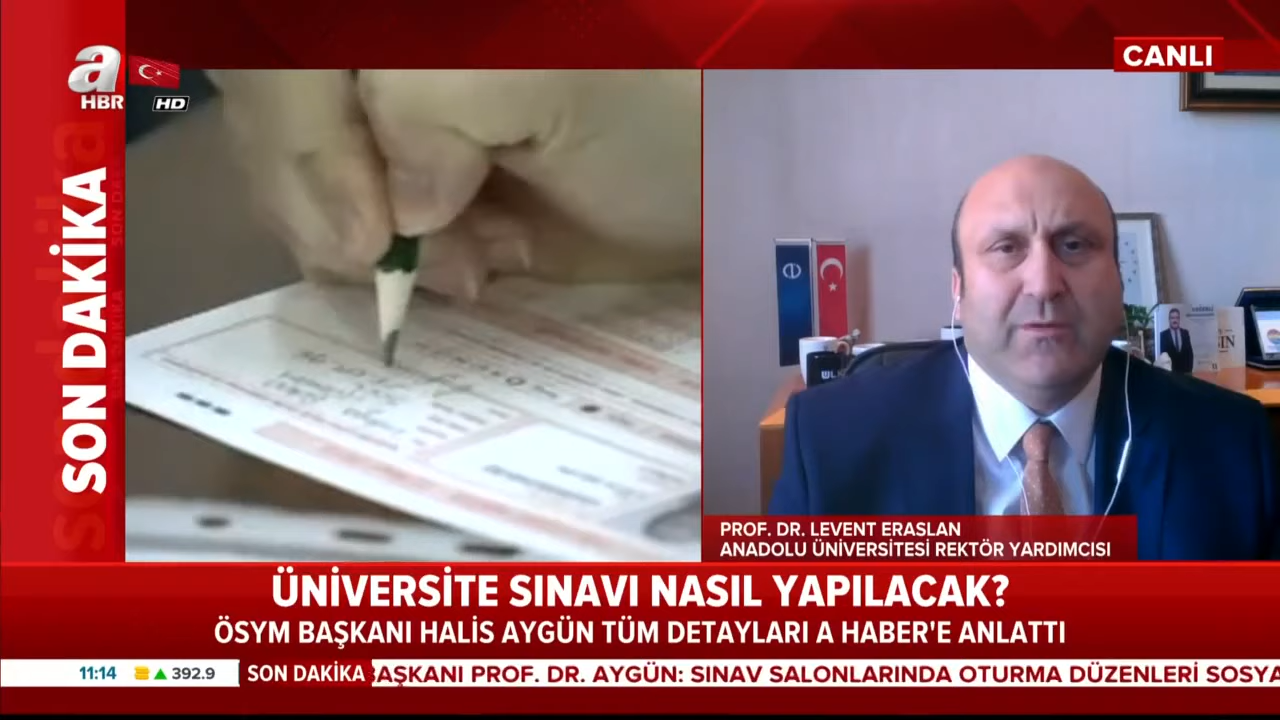 a
HBR
HD
CANLI
SON DAKİKA
PROF. DR. LEVENT ERASLAN
ANADOLU ÜNİVERSİTESİ REKTÖR YARDIMCISI
ÜNİVERSİTE SINAVI NASIL YAPILACAK?
ÖSYM BAŞKANI HALİS AYGÜN TÜM DETAYLARI A HABER'E ANLATTI
11:14 392.9 SON DAKİKA AŞKANI PROF. DR. AYGÜN: SINAV SALONLARINDA OTURMA DÜZENLERİ SOSYA